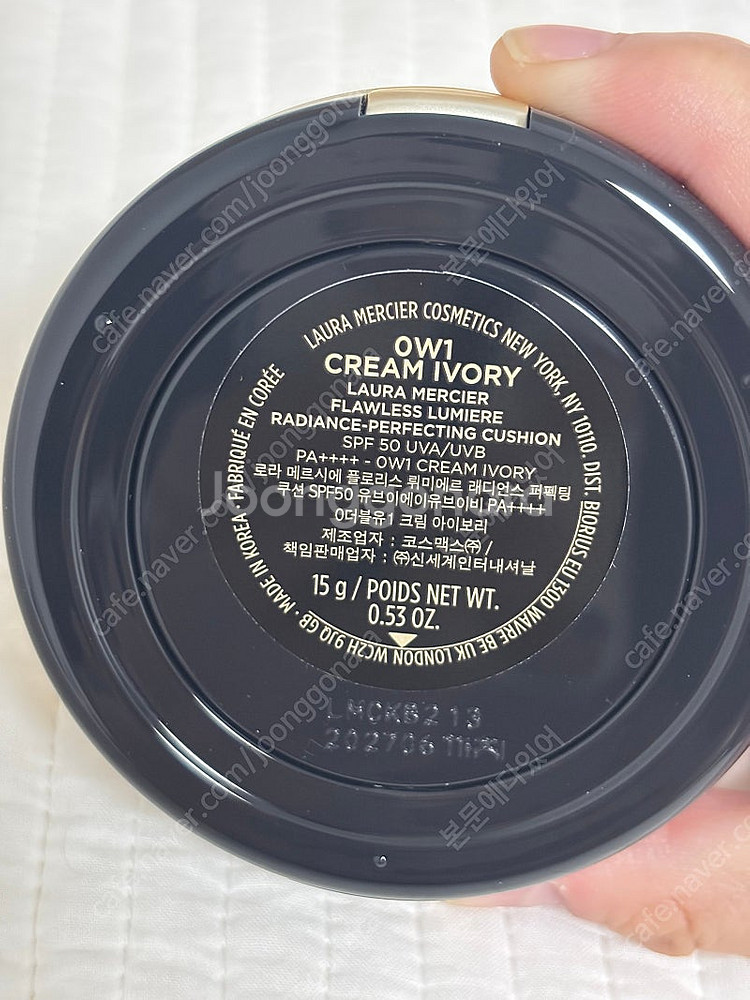 LAURA MERCIER COSMETICS NEW YORK, NY 10110. DIST. BIORIUS EU 1300 WAVRE BE UK LONDON WC2H 9JQ GB · MADE IN KOREA / FABRIQUÉ EN CORÉE
0W1
CREAM IVORY
LAURA MERCIER
FLAWLESS LUMIERE
RADIANCE-PERFECTING CUSHION
SPF 50 UVA/UVB
PA++++ - 0W1 CREAM IVORY
로라 메르시에 플로리스 뤼미에르 래디언스 퍼펙팅
쿠션 SPF50 유브이에이유브이비 PA++++
0더블유1 크림 아이보리
제조업자 : 코스맥스㈜ /
책임판매업자 : ㈜신세계인터내셔날
15 g / POIDS NET WT.
0.53 OZ.
LMCKB213
202706 까지
Joonggonara
cafe.naver.com/joonggonara
본문에다있어